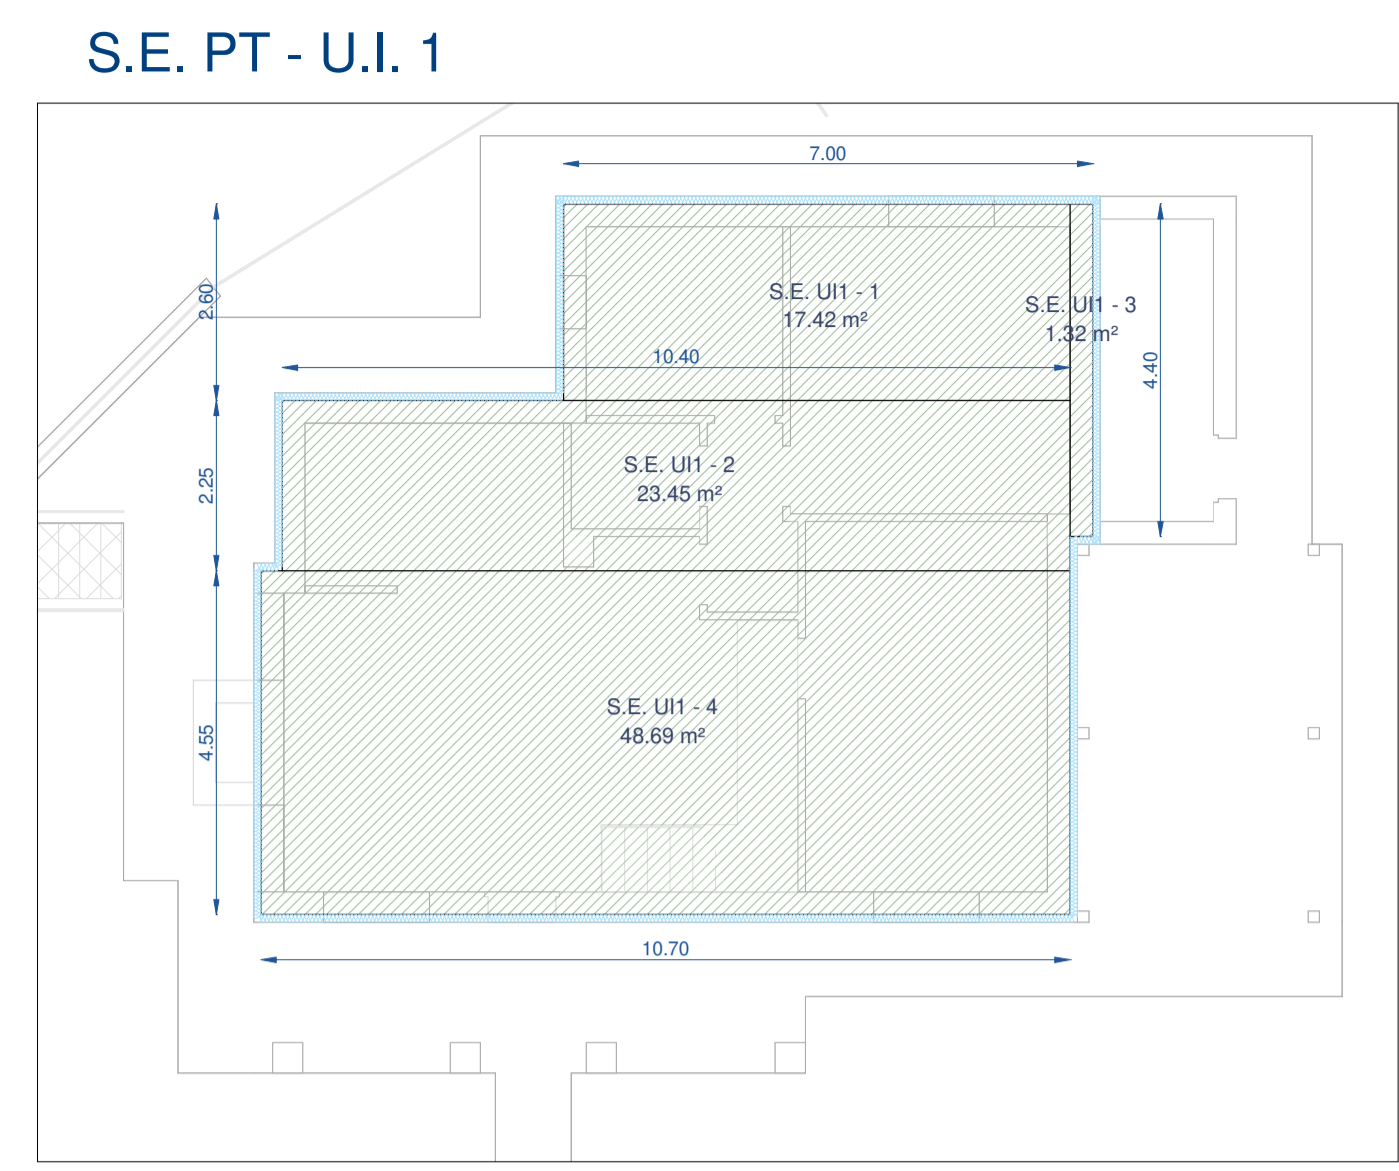 S.E. PT - U.I. 1
7.00
2.60
S.E. UI1 - 1
17.42 m²
S.E. UI1 - 3
1.32 m²
10.40
4.40
2.25
S.E. UI1 - 2
23.45 m²
4.55
S.E. UI1 - 4
48.69 m²
10.70